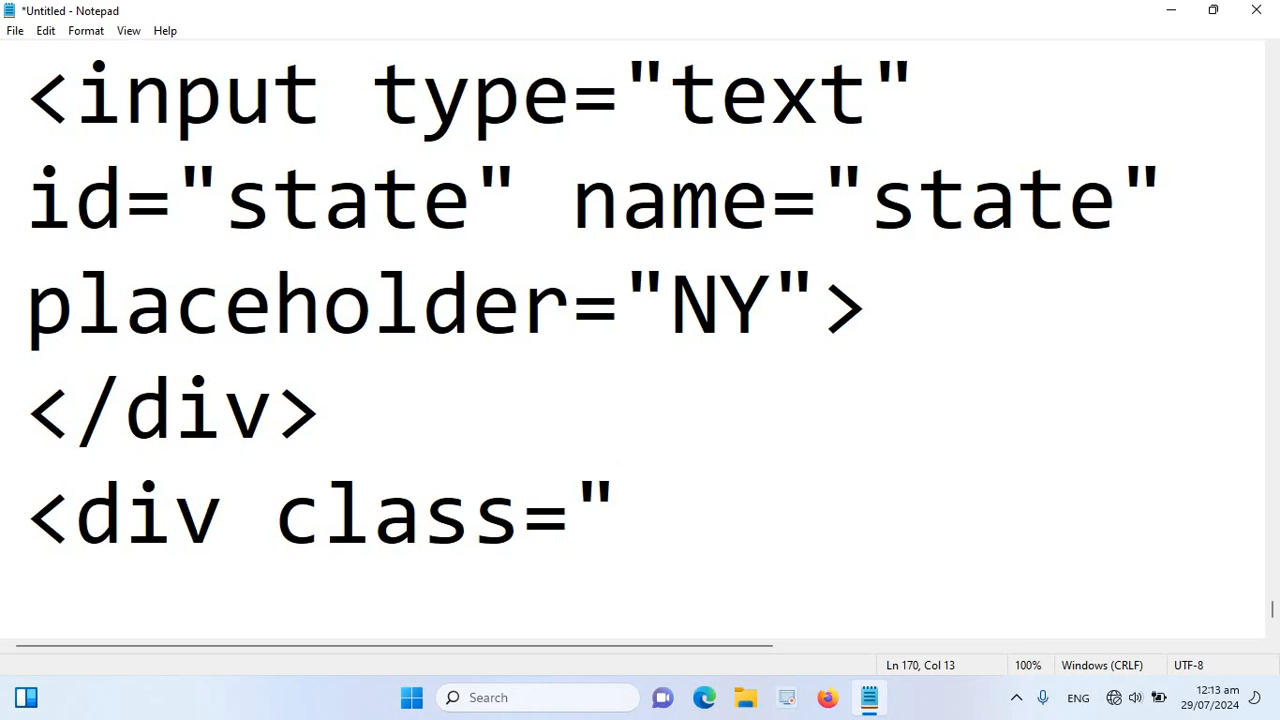 *Untitled - Notepad
File Edit Format View Help
<input type="text"
id="state" name="state"
placeholder="NY">
</div>
<div class="
Ln 170, Col 13 100% Windows (CRLF) UTF-8
Search ENG 12:13 am
29/07/2024